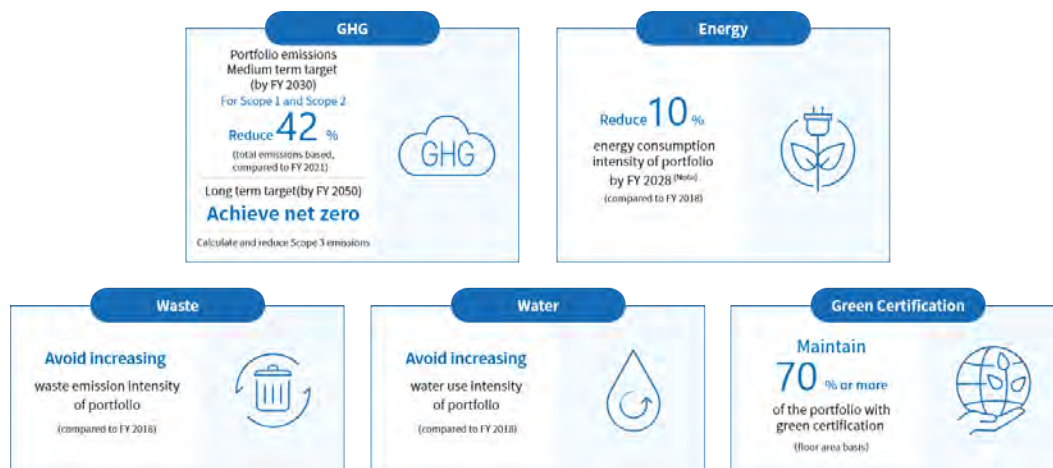 GHG
Portfolio emissions
Medium term target
(by FY 2030)
For Scope 1 and Scope 2
Reduce 42 %
(total emissions based,
compared to FY 2021)
Long term target(by FY 2050)
Achieve net zero
Calculate and reduce Scope 3 emissions
GHG
Energy
Reduce 10 %
energy consumption
intensity of portfolio
by FY 2028 (Note)
(compared to FY 2018)
Waste
Avoid increasing
waste emission intensity
of portfolio
(compared to FY 2018)
Water
Avoid increasing
water use intensity
of portfolio
(compared to FY 2018)
Green Certification
Maintain
70 % or more
of the portfolio with
green certification
(floor area basis)